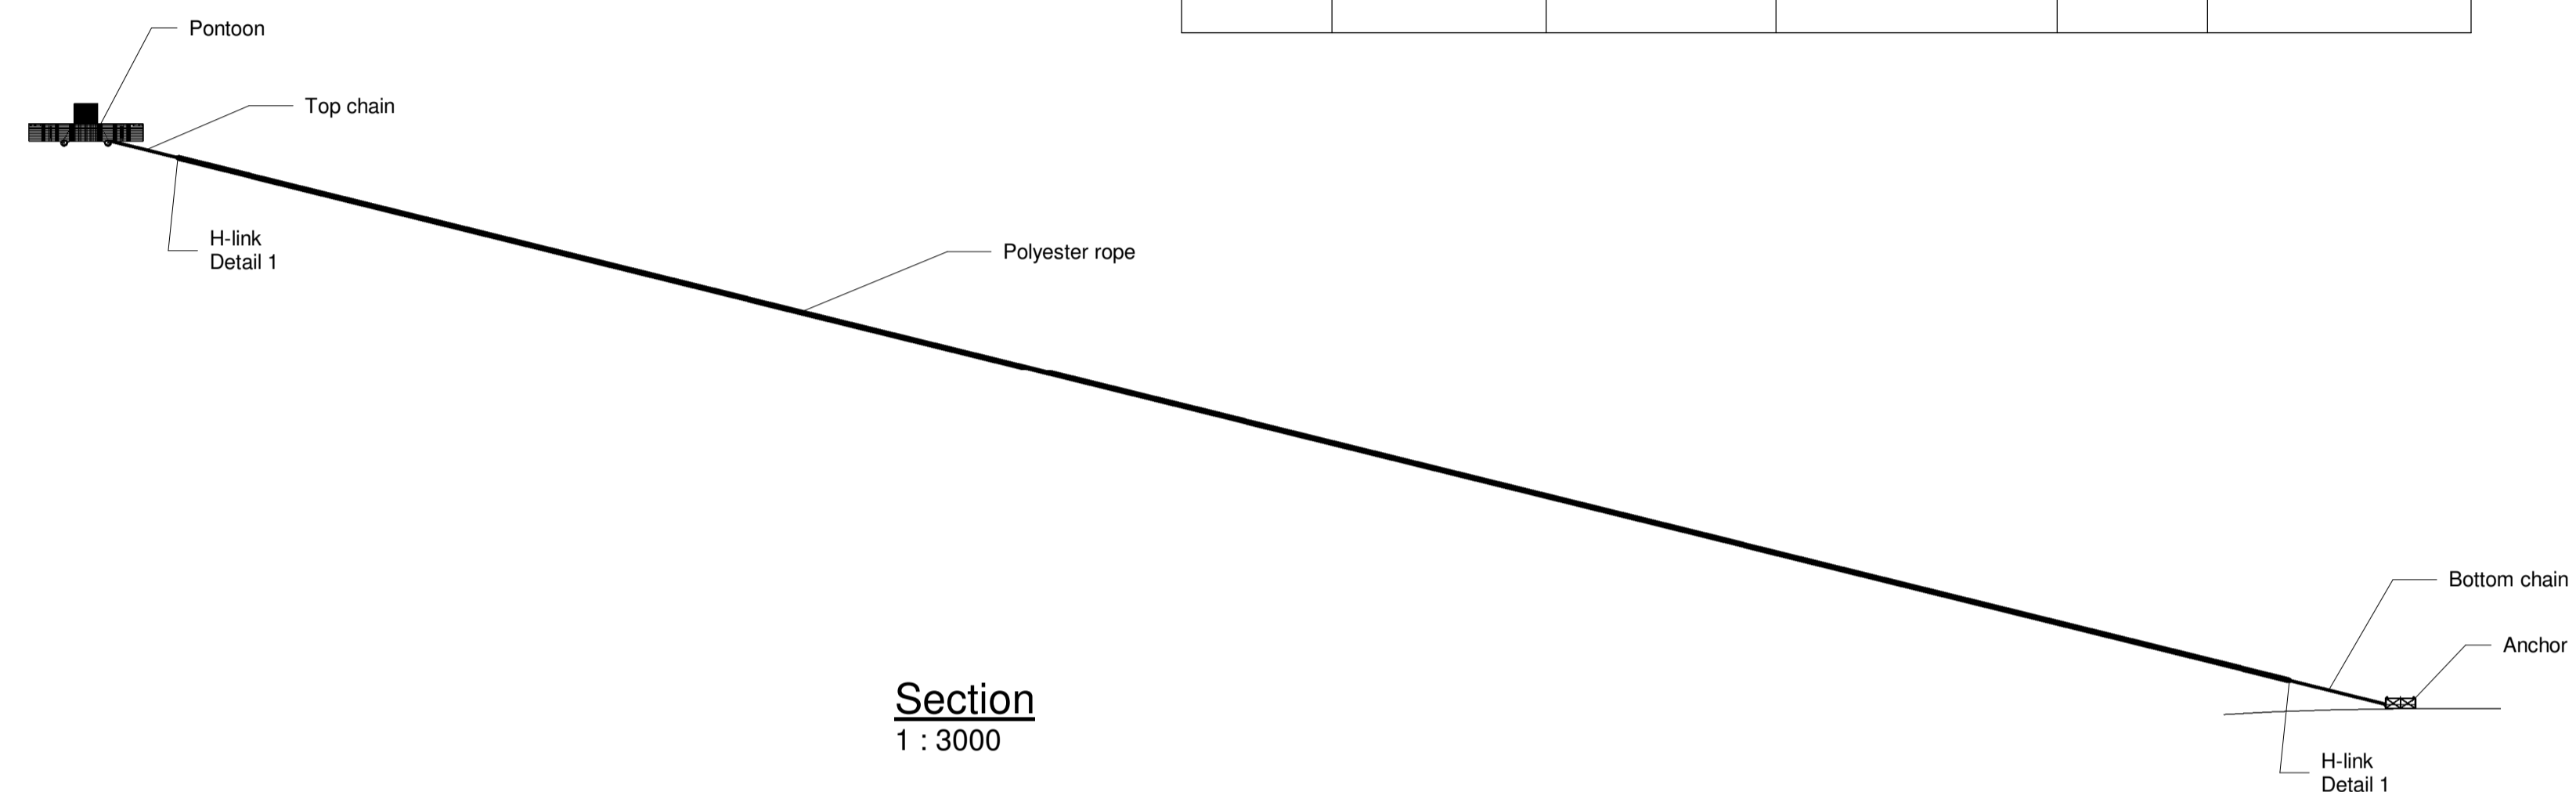 Pontoon
Top chain
H-link
Detail 1
Polyester rope
Bottom chain
Anchor
Section
1 : 3000
H-link
Detail 1